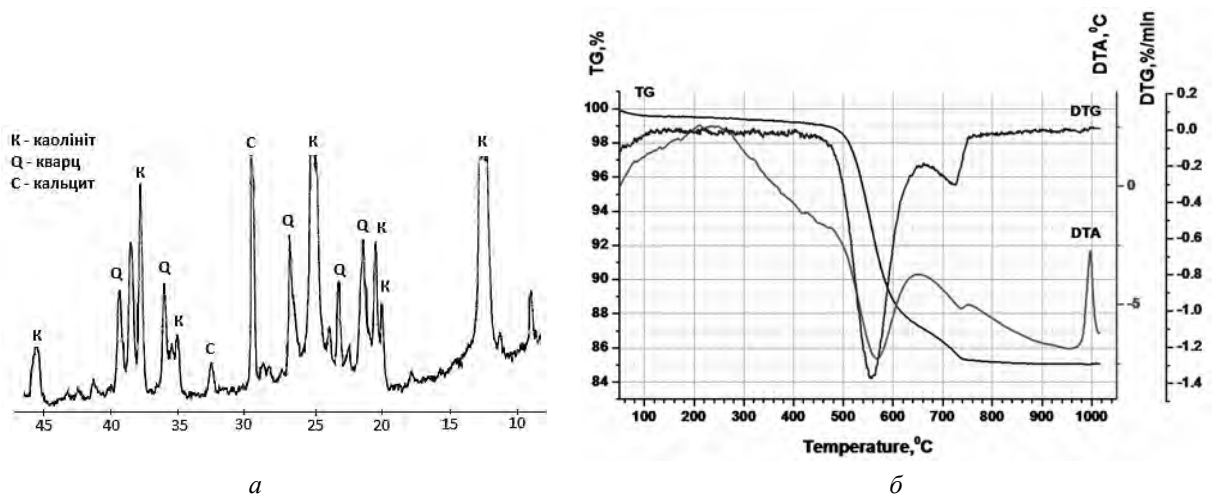 К - каолініт
Q - кварц
С - кальцит
K
Q
K
Q
K
C
C
Q
K
Q
Q
K
K
K
45
40
35
30
25
20
10
а
TG,%
DTA,⁰C
DTG,%/min
TG
DTG
DTA
100
98
96
94
92
90
88
86
84
0
-5
0.2
0.0
-0.2
-0.4
-0.6
-0.8
-1.0
-1.2
-1.4
100 200 300 400 500 600 700 800 900 1000
Temperature,⁰C
б